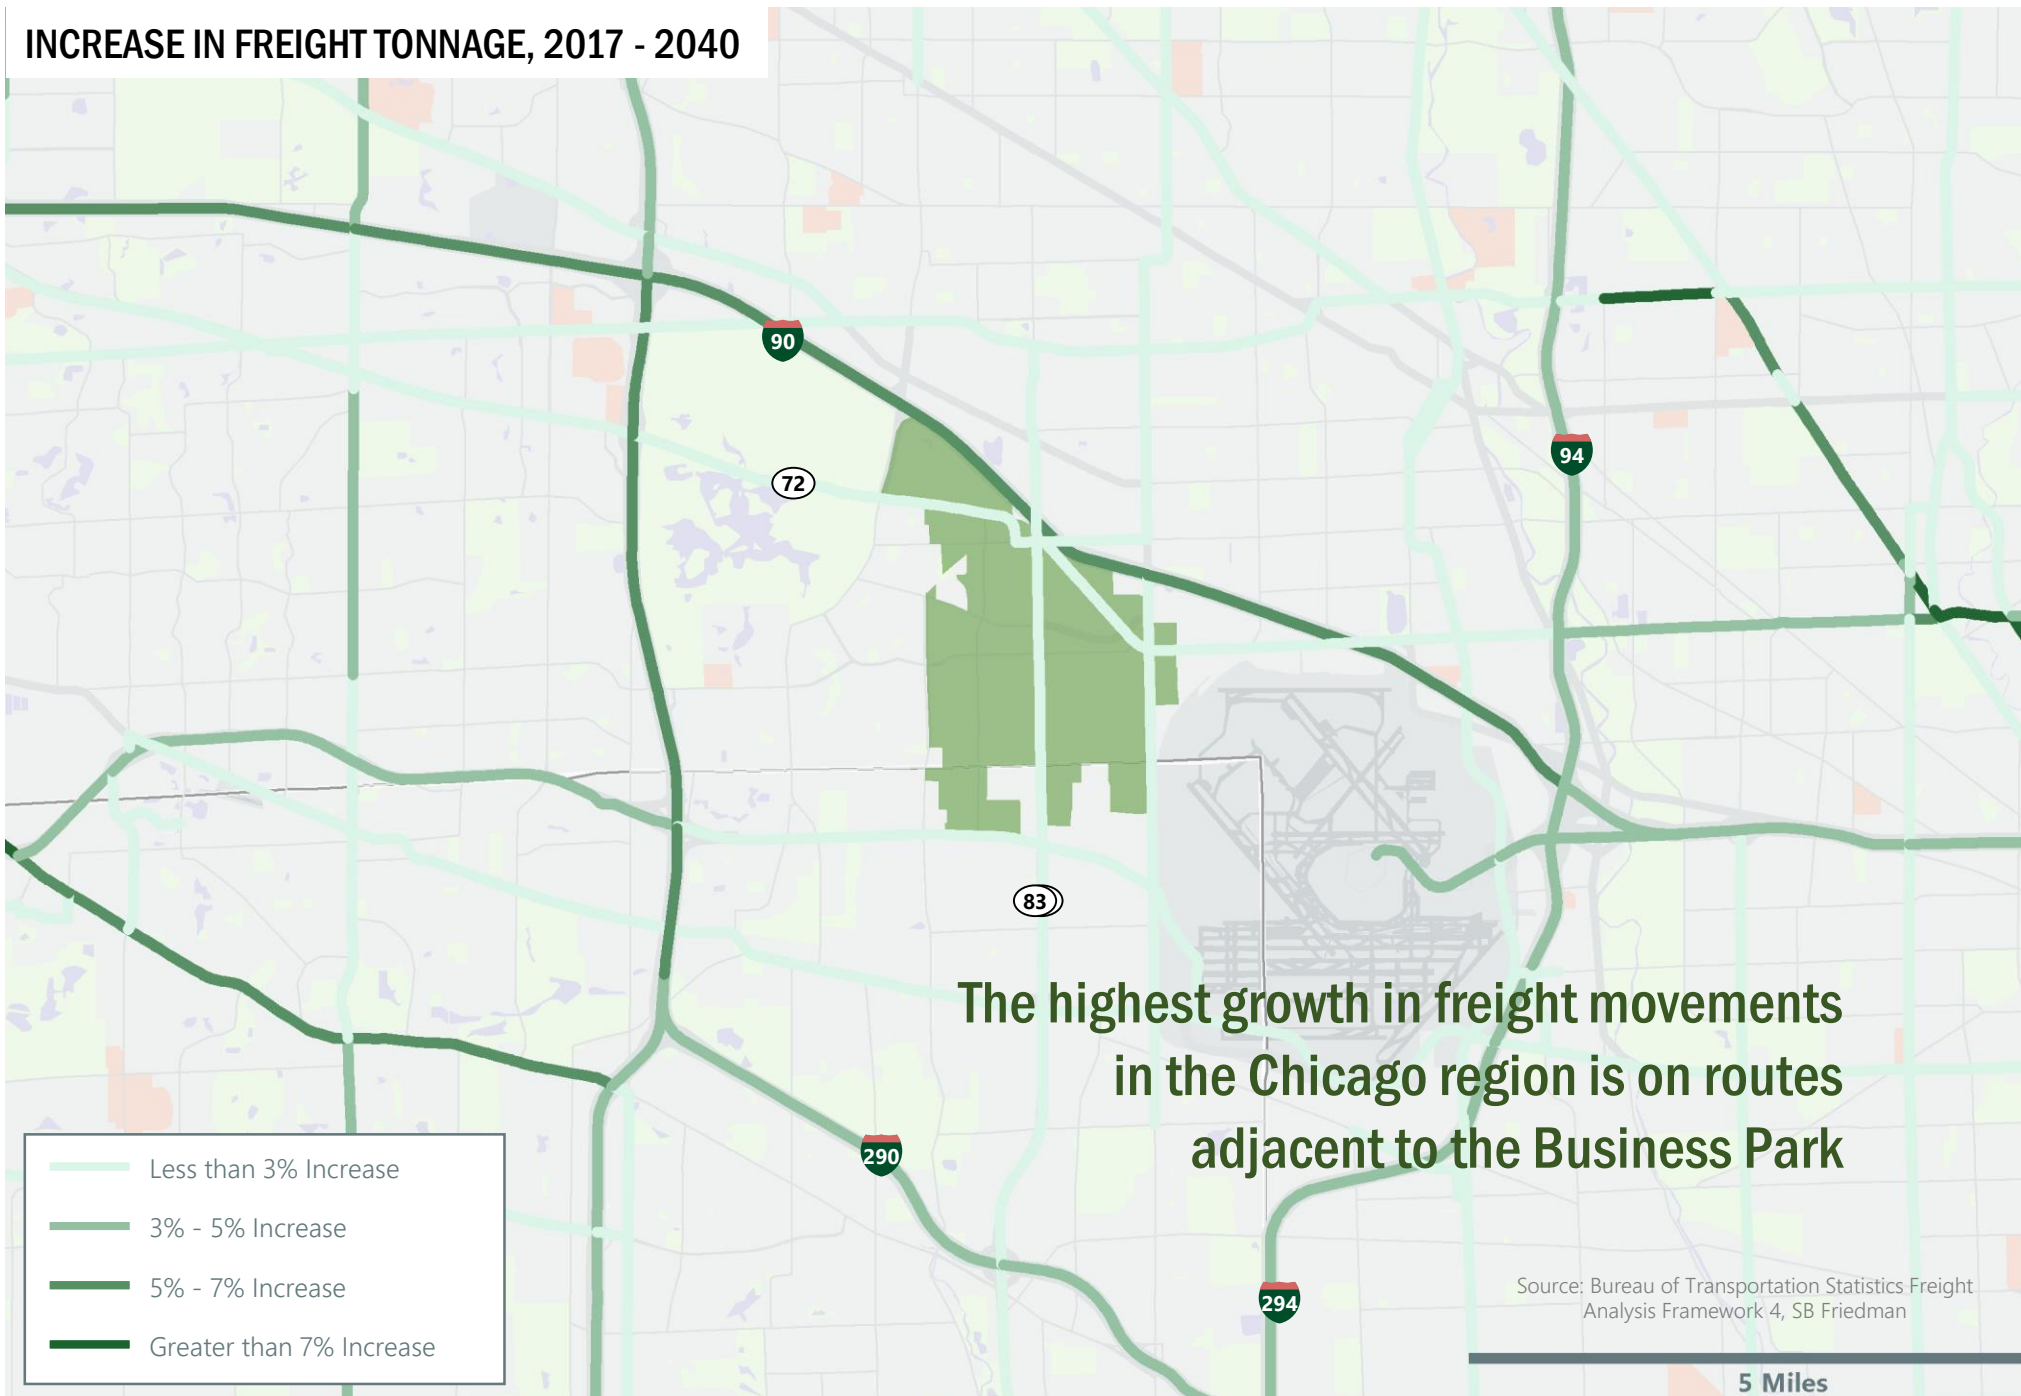 INCREASE IN FREIGHT TONNAGE, 2017 - 2040
90
94
72
83
The highest growth in freight movements
in the Chicago region is on routes
adjacent to the Business Park
290
294
Less than 3% Increase
3% - 5% Increase
5% - 7% Increase
Greater than 7% Increase
Source: Bureau of Transportation Statistics Freight
Analysis Framework 4, SB Friedman
5 Miles